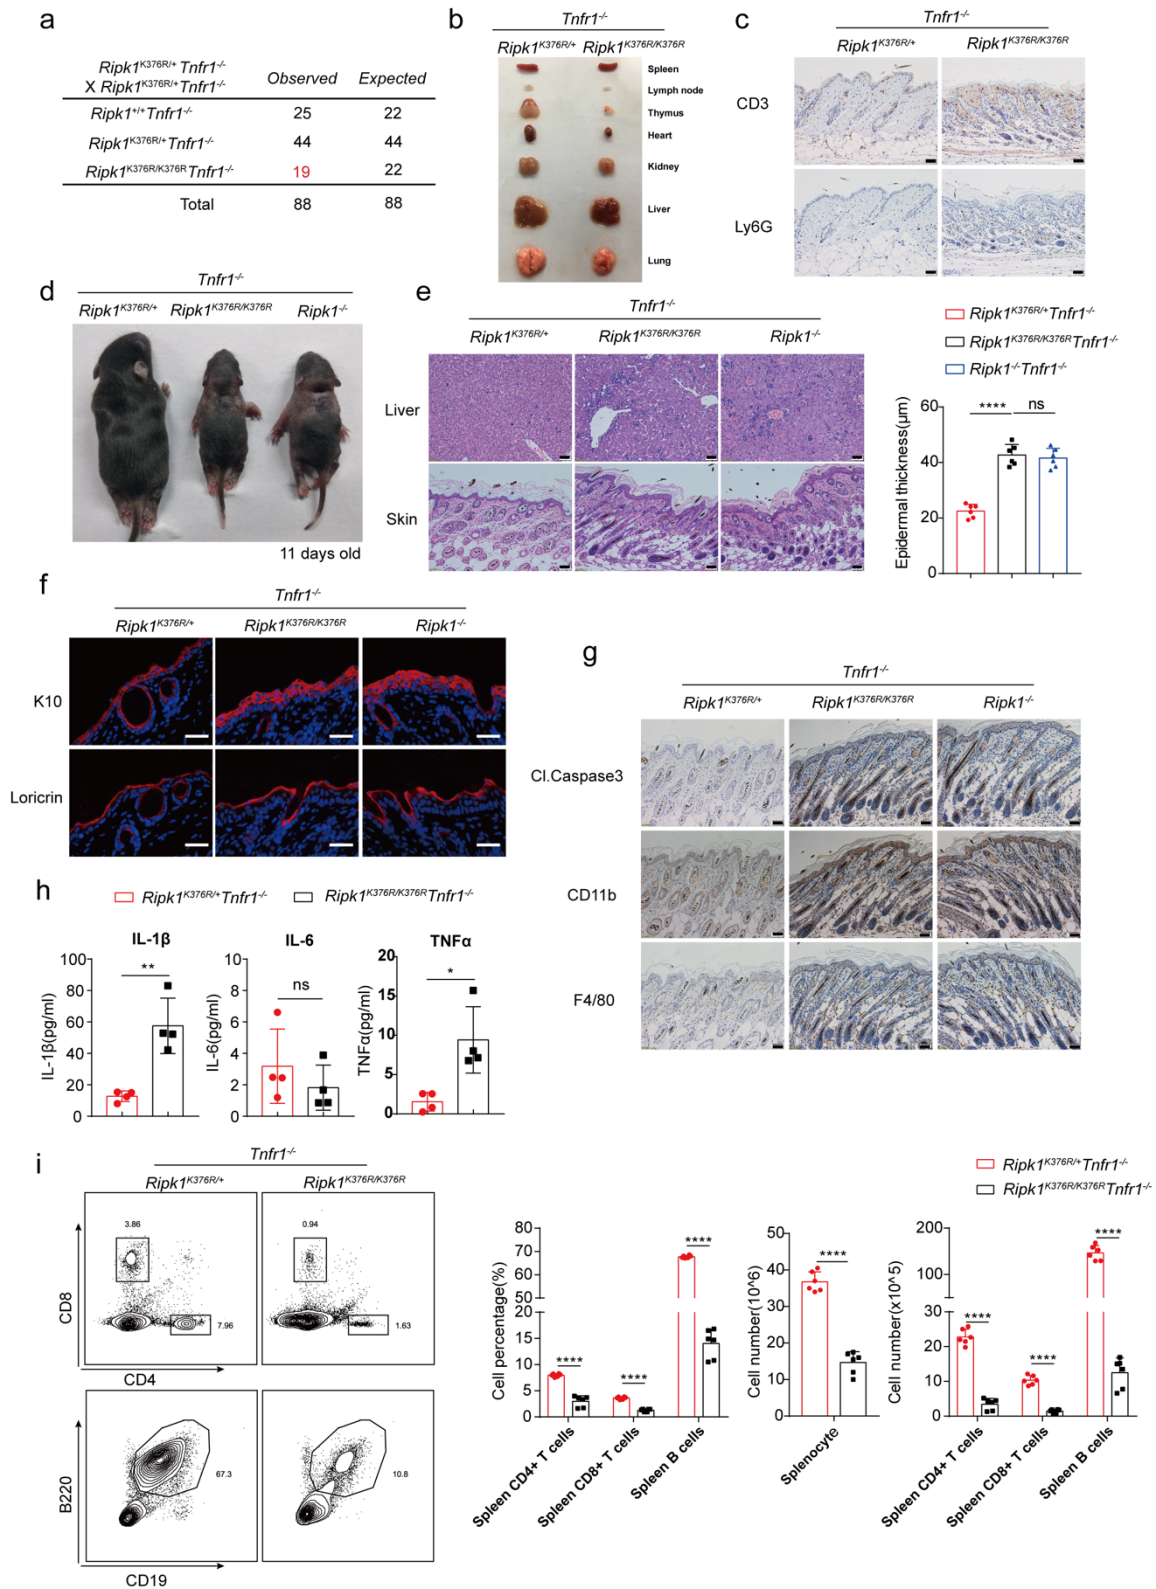 a
Ripk1K376R/+ Tnfr1-/-
X Ripk1K376R/+Tnfr1-/-
Observed
Expected
Ripk1+/+Tnfr1-/-
25
22
Ripk1K376R/+Tnfr1-/-
44
44
Ripk1K376R/K376RTnfr1-/-
19
22
Total
88
88
b
Tnfr1-/-
Ripk1K376R/+
Ripk1K376R/K376R
Spleen
Lymph node
Thymus
Heart
Kidney
Liver
Lung
c
Tnfr1-/-
Ripk1K376R/+
Ripk1K376R/K376R
CD3
Ly6G
d
Tnfr1-/-
Ripk1K376R/+
Ripk1K376R/K376R
Ripk1-/-
11 days old
e
Tnfr1-/-
Ripk1K376R/+
Ripk1K376R/K376R
Ripk1-/-
Liver
Skin
Ripk1K376R/+Tnfr1-/-
Ripk1K376R/K376RTnfr1-/-
Ripk1-/-Tnfr1-/-
Epidermal thickness(μm)
60
40
20
0
****
ns
f
Tnfr1-/-
Ripk1K376R/+
Ripk1K376R/K376R
Ripk1-/-
K10
Loricrin
g
Tnfr1-/-
Ripk1K376R/+
Ripk1K376R/K376R
Ripk1-/-
Cl.Caspase3
CD11b
F4/80
h
Ripk1K376R/+Tnfr1-/-
Ripk1K376R/K376RTnfr1-/-
IL-1β
IL-1β(pg/ml)
100
80
60
40
20
0
**
IL-6
IL-6(pg/ml)
10
8
6
4
2
0
ns
TNFα
TNFα(pg/ml)
20
15
10
5
0
*
i
Tnfr1-/-
Ripk1K376R/+
Ripk1K376R/K376R
3.86
7.96
0.94
1.63
CD8
CD4
67.3
10.8
B220
CD19
Ripk1K376R/+Tnfr1-/-
Ripk1K376R/K376RTnfr1-/-
Cell percentage(%)
80
70
60
50
20
15
10
5
0
****
****
****
Spleen CD4+ T cells
Spleen CD8+ T cells
Spleen B cells
Cell number(10^6)
50
40
30
20
10
0
****
Splenocyte
Cell number(x10^5)
200
150
100
30
20
10
0
****
****
****
Spleen CD4+ T cells
Spleen CD8+ T cells
Spleen B cells